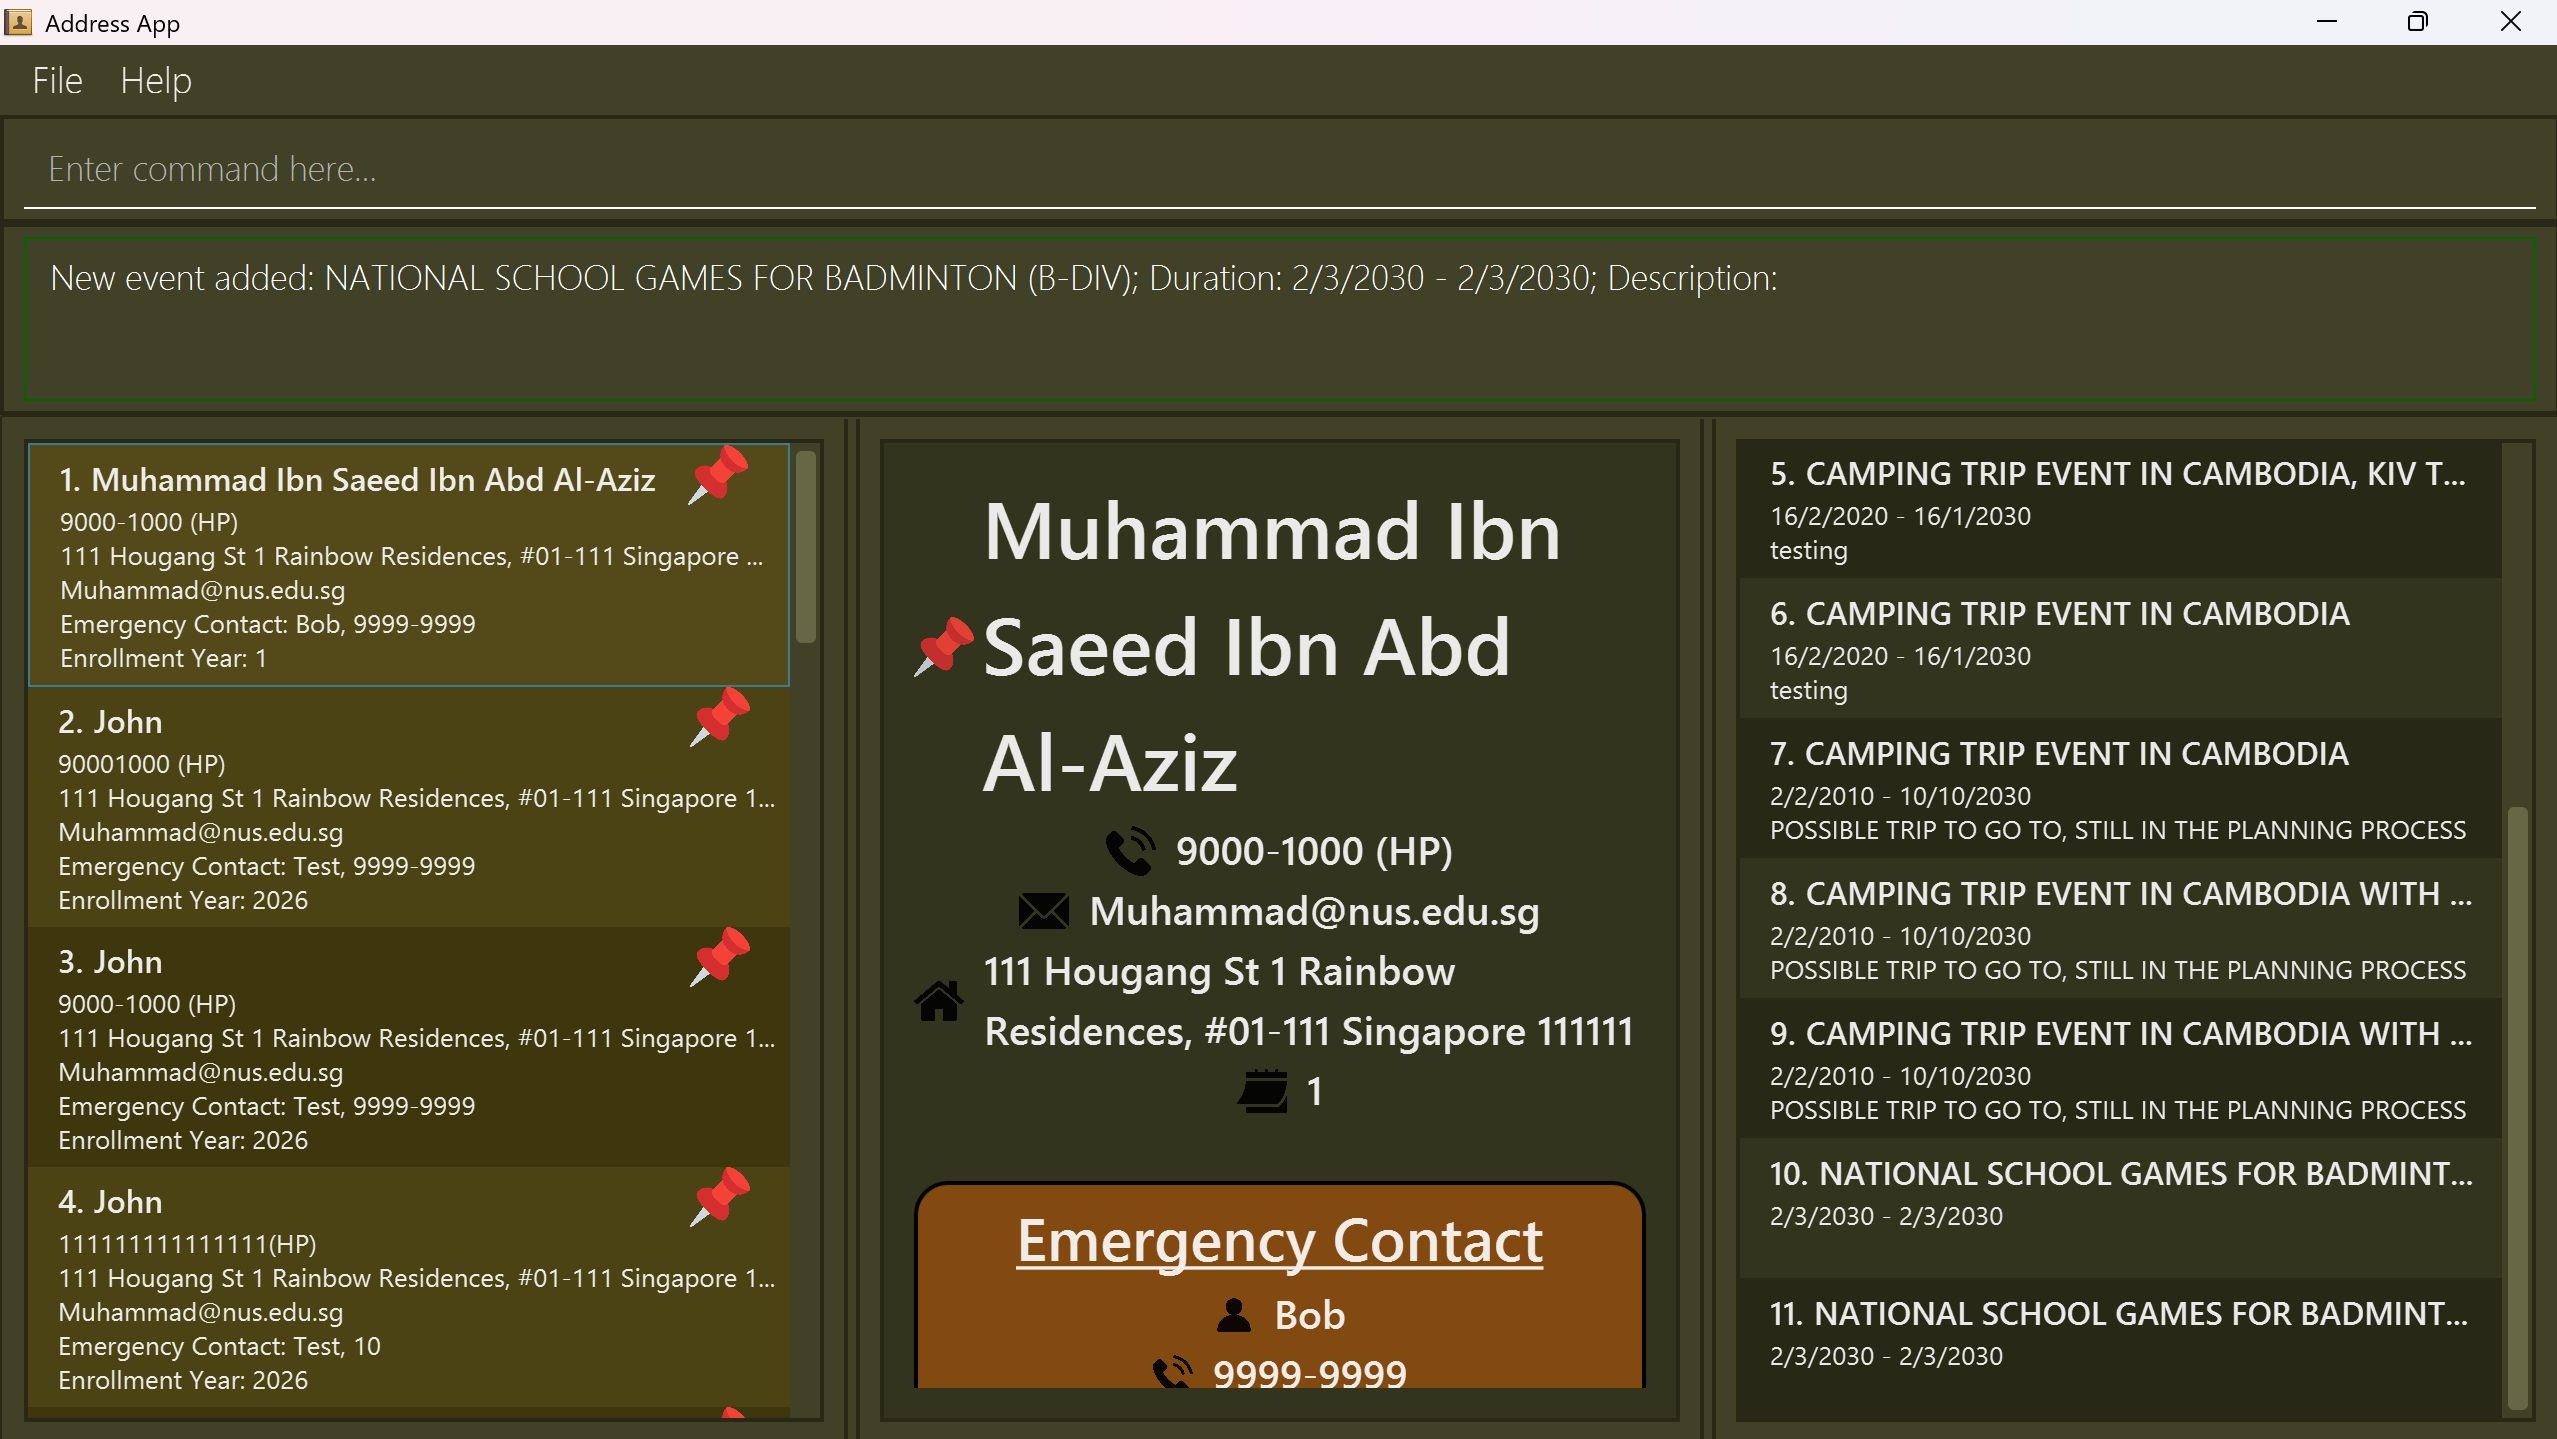 Address App
File Help
Enter command here...
New event added: NATIONAL SCHOOL GAMES FOR BADMINTON (B-DIV); Duration: 2/3/2030 - 2/3/2030; Description:
1. Muhammad Ibn Saeed Ibn Abd Al-Aziz
9000-1000 (HP)
111 Hougang St 1 Rainbow Residences, #01-111 Singapore ...
Muhammad@nus.edu.sg
Emergency Contact: Bob, 9999-9999
Enrollment Year: 1
2. John
90001000 (HP)
111 Hougang St 1 Rainbow Residences, #01-111 Singapore 1...
Muhammad@nus.edu.sg
Emergency Contact: Test, 9999-9999
Enrollment Year: 2026
3. John
9000-1000 (HP)
111 Hougang St 1 Rainbow Residences, #01-111 Singapore 1...
Muhammad@nus.edu.sg
Emergency Contact: Test, 9999-9999
Enrollment Year: 2026
4. John
111111111111111(HP)
111 Hougang St 1 Rainbow Residences, #01-111 Singapore 1...
Muhammad@nus.edu.sg
Emergency Contact: Test, 10
Enrollment Year: 2026
Muhammad Ibn
Saeed Ibn Abd
Al-Aziz
9000-1000 (HP)
Muhammad@nus.edu.sg
111 Hougang St 1 Rainbow
Residences, #01-111 Singapore 111111
1
Emergency Contact
Bob
9999-9999
5. CAMPING TRIP EVENT IN CAMBODIA, KIV T...
16/2/2020 - 16/1/2030
testing
6. CAMPING TRIP EVENT IN CAMBODIA
16/2/2020 - 16/1/2030
testing
7. CAMPING TRIP EVENT IN CAMBODIA
2/2/2010 - 10/10/2030
POSSIBLE TRIP TO GO TO, STILL IN THE PLANNING PROCESS
8. CAMPING TRIP EVENT IN CAMBODIA WITH ...
2/2/2010 - 10/10/2030
POSSIBLE TRIP TO GO TO, STILL IN THE PLANNING PROCESS
9. CAMPING TRIP EVENT IN CAMBODIA WITH ...
2/2/2010 - 10/10/2030
POSSIBLE TRIP TO GO TO, STILL IN THE PLANNING PROCESS
10. NATIONAL SCHOOL GAMES FOR BADMINT...
2/3/2030 - 2/3/2030
11. NATIONAL SCHOOL GAMES FOR BADMINT...
2/3/2030 - 2/3/2030